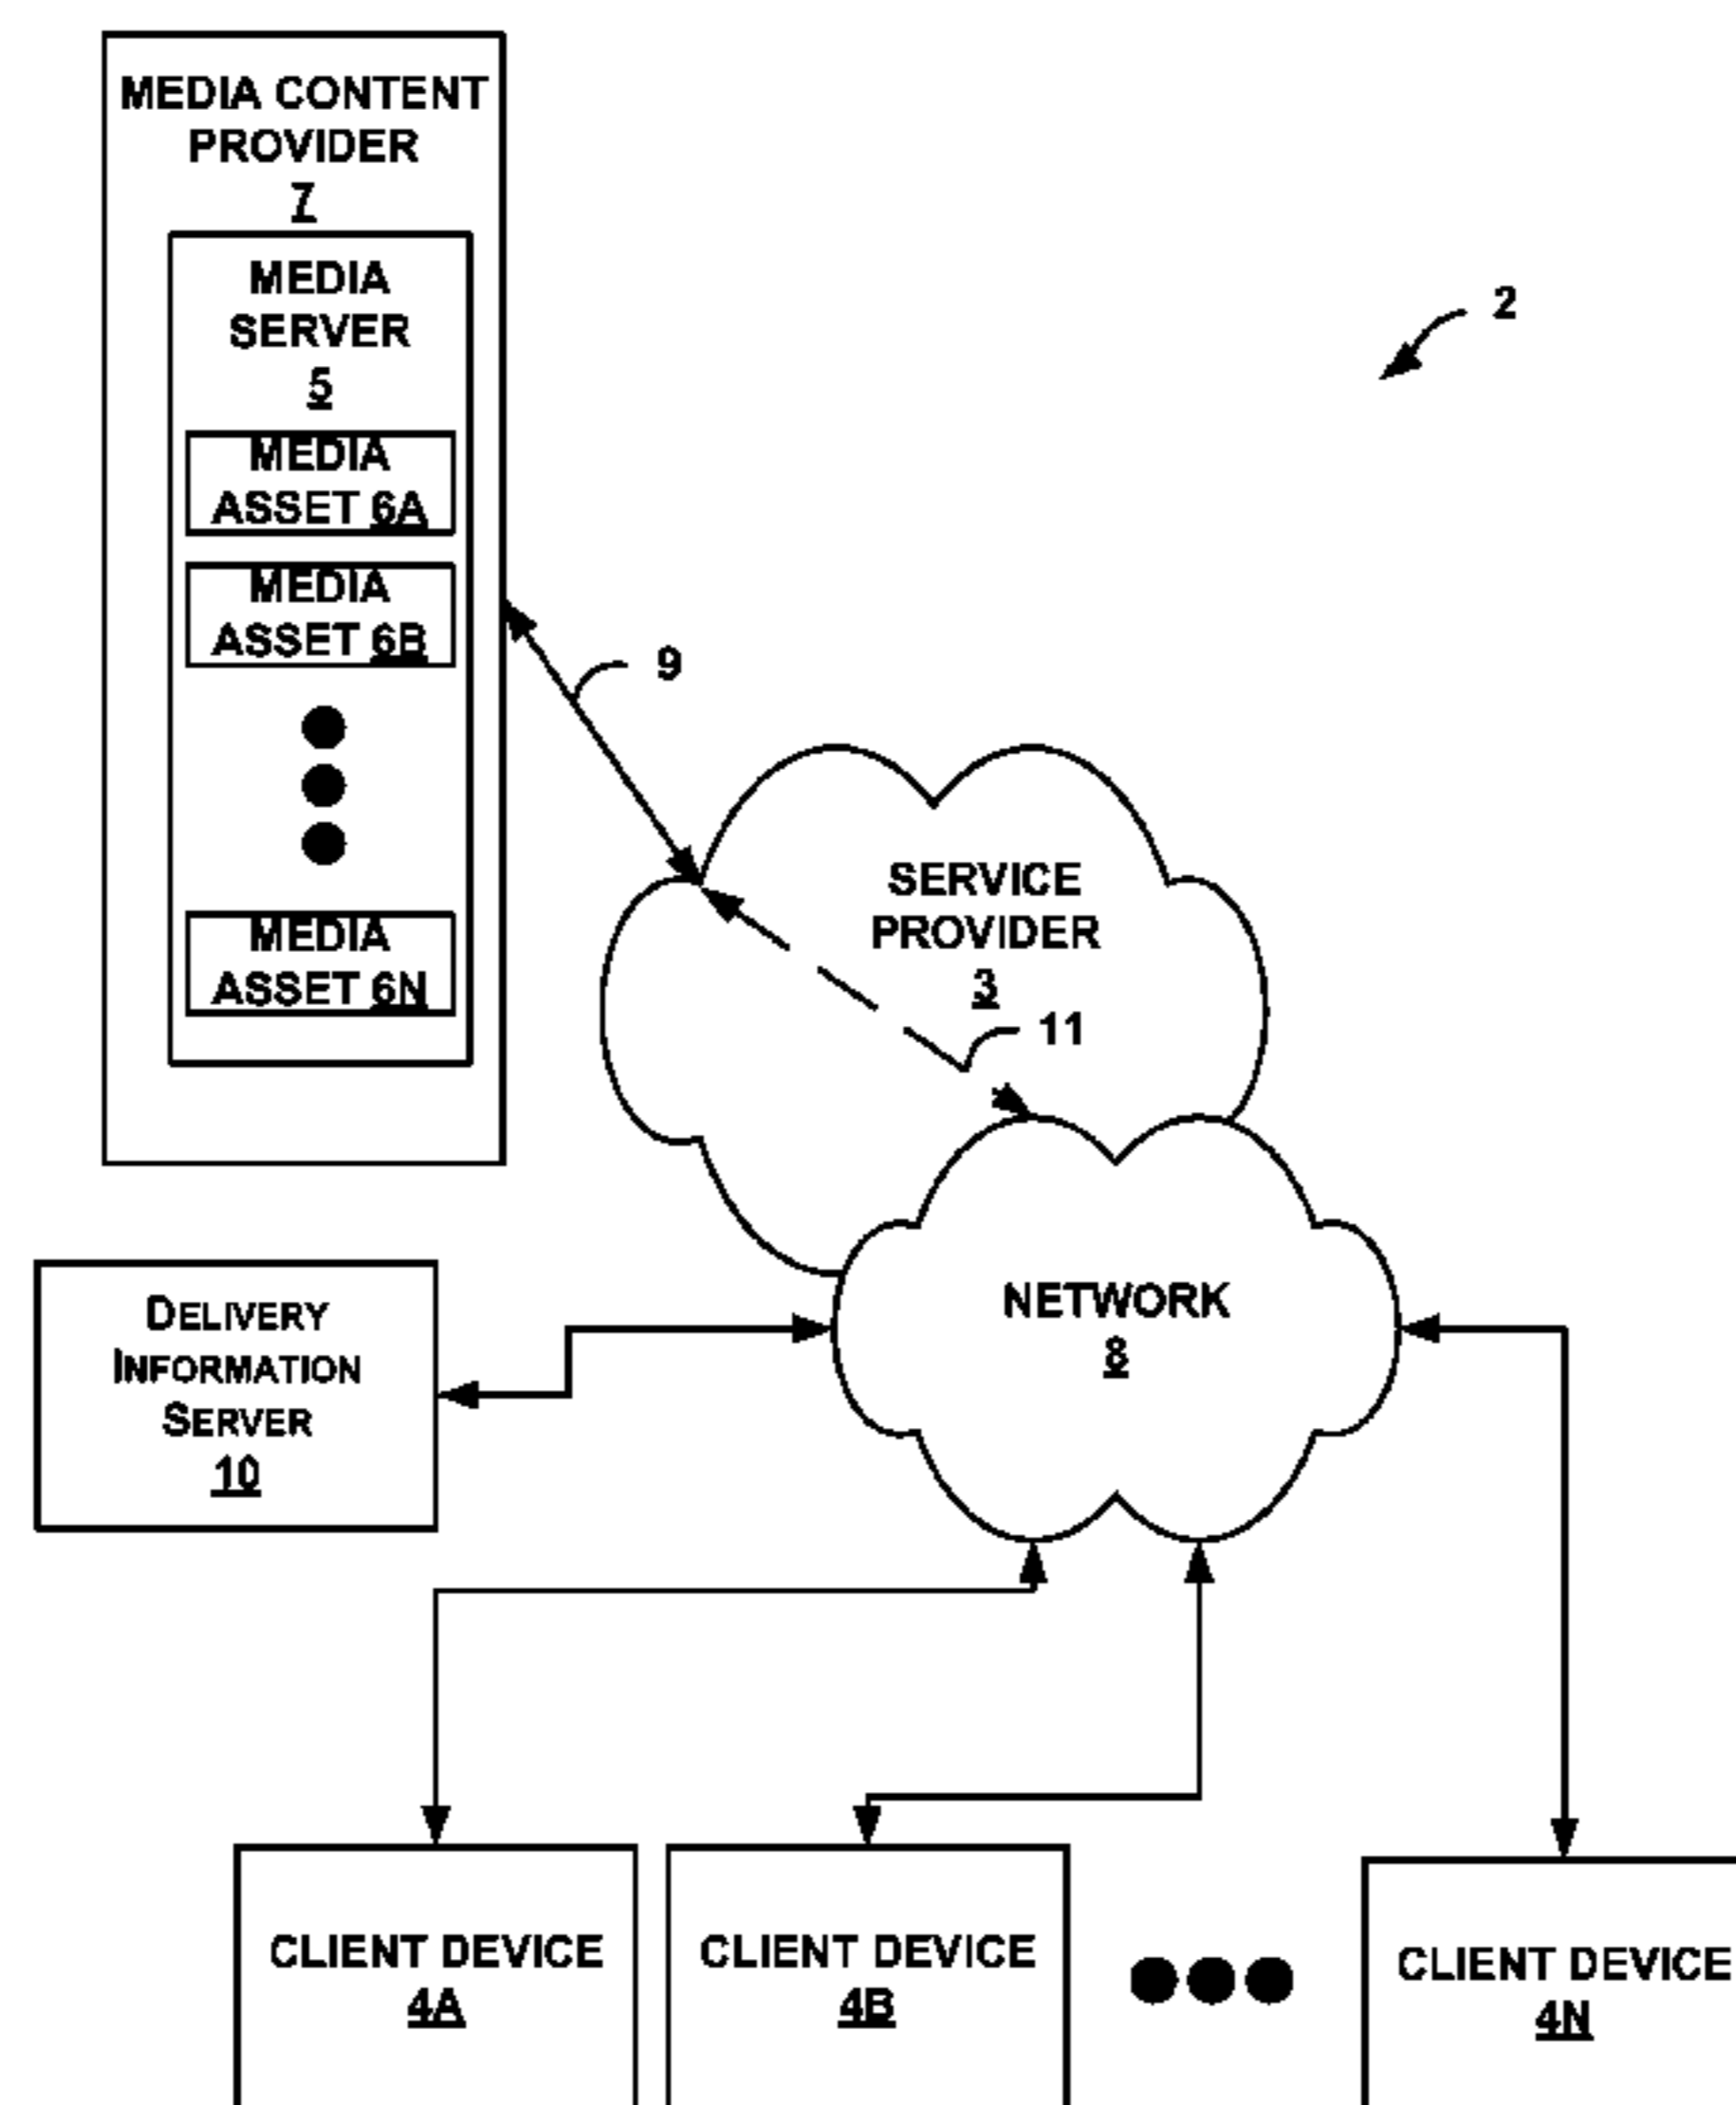 MEDIA CONTENT
PROVIDER
7
MEDIA
SERVER
5
MEDIA
ASSET 6A
MEDIA
ASSET 6B
MEDIA
ASSET 6N
2
9
SERVICE
PROVIDER
3
11
NETWORK
8
DELIVERY
INFORMATION
SERVER
10
CLIENT DEVICE
4A
CLIENT DEVICE
4B
CLIENT DEVICE
4N